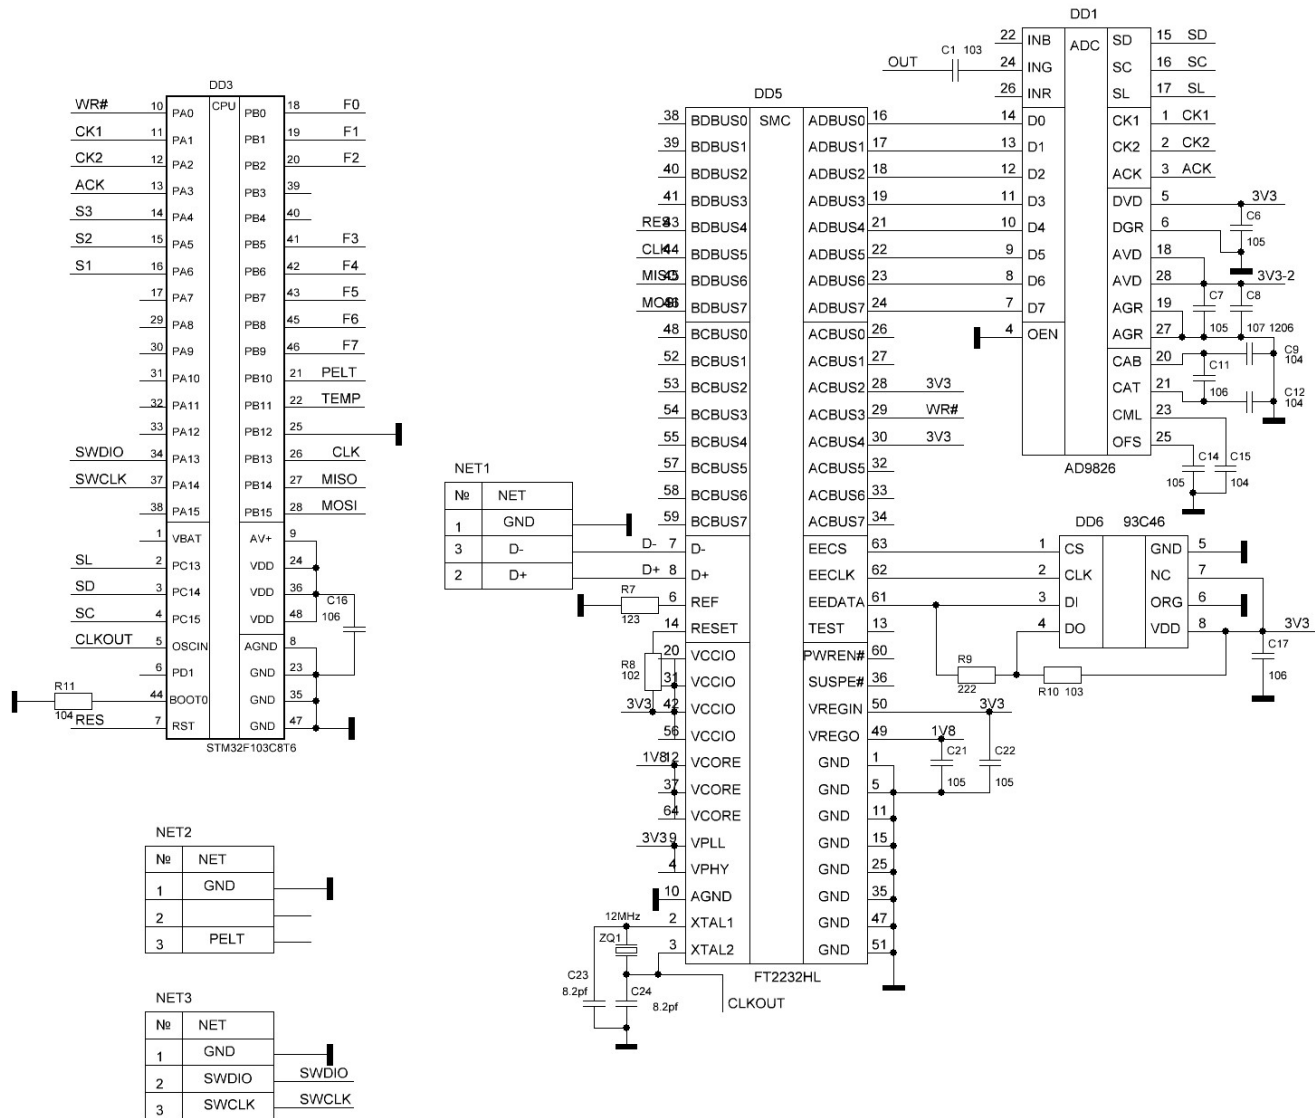 DD3
CPU
WR# 10 PA0 PB0 18 F0
CK1 11 PA1 PB1 19 F1
CK2 12 PA2 PB2 20 F2
ACK 13 PA3 PB3 39
S3 14 PA4 PB4 40
S2 15 PA5 PB5 41 F3
S1 16 PA6 PB6 42 F4
17 PA7 PB7 43 F5
29 PA8 PB8 45 F6
30 PA9 PB9 46 F7
31 PA10 PB10 21 PELT
32 PA11 PB11 22 TEMP
33 PA12 PB12 25
SWDIO 34 PA13 PB13 26 CLK
SWCLK 37 PA14 PB14 27 MISO
38 PA15 PB15 28 MOSI
1 VBAT AV+ 9
SL 2 PC13 VDD 24
SD 3 PC14 VDD 36
SC 4 PC15 VDD 48
CLKOUT 5 OSCIN AGND 8
6 PD1 GND 23
44 BOOT0 GND 35
RES 7 RST GND 47
STM32F103C8T6
C16
106
R11
104
NET2
№ NET
1 GND
2
3 PELT
NET3
№ NET
1 GND
2 SWDIO SWDIO
3 SWCLK SWCLK
NET1
№ NET
1 GND
3 D-
2 D+
DD5
SMC
38 BDBUS0 ADBUS0 16
39 BDBUS1 ADBUS1 17
40 BDBUS2 ADBUS2 18
41 BDBUS3 ADBUS3 19
RES 43 BDBUS4 ADBUS4 21
CLK 44 BDBUS5 ADBUS5 22
MISO 45 BDBUS6 ADBUS6 23
MOSI 46 BDBUS7 ADBUS7 24
48 BCBUS0 ACBUS0 26
52 BCBUS1 ACBUS1 27
53 BCBUS2 ACBUS2 28 3V3
54 BCBUS3 ACBUS3 29 WR#
55 BCBUS4 ACBUS4 30 3V3
57 BCBUS5 ACBUS5 32
58 BCBUS6 ACBUS6 33
59 BCBUS7 ACBUS7 34
D- 7 D- EECS 63
D+ 8 D+ EECLK 62
6 REF EEDATA 61
14 RESET TEST 13
20 VCCIO PWREN# 60
31 VCCIO SUSPE# 36
3V3 42 VCCIO VREGIN 50 3V3
56 VCCIO VREGO 49 1V8
1V8 12 VCORE GND 1
37 VCORE GND 5
64 VCORE GND 11
3V3 9 VPLL GND 15
4 VPHY GND 25
10 AGND GND 35
2 XTAL1 GND 47
3 XTAL2 GND 51
FT2232HL
R7
123
R8
102
12MHz
ZQ1
C23
8.2pf
C24
8.2pf
CLKOUT
C21
105
C22
105
DD1
ADC
OUT
C1 103
22 INB SD 15 SD
24 ING SC 16 SC
26 INR SL 17 SL
14 D0 CK1 1 CK1
13 D1 CK2 2 CK2
12 D2 ACK 3 ACK
11 D3 DVD 5 3V3
10 D4 DGR 6
9 D5 AVD 18
8 D6 AVD 28 3V3-2
7 D7 AGR 19
4 OEN AGR 27
CAB 20
CAT 21
CML 23
OFS 25
AD9826
C6
105
C7
105
C8
107 1206
C9
104
C11
106
C12
104
C14
105
C15
104
DD6 93C46
1 CS GND 5
2 CLK NC 7
3 DI ORG 6
4 DO VDD 8 3V3
R9
222
R10 103
C17
106